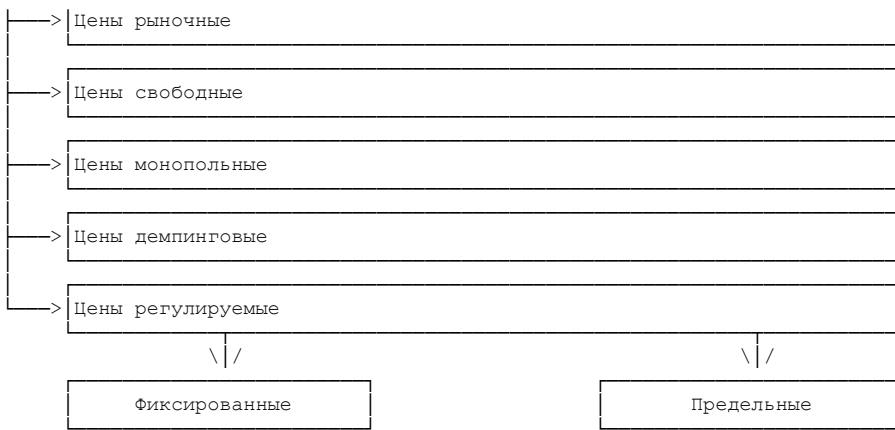 Цены рыночные
Цены свободные
Цены монопольные
Цены демпинговые
Цены регулируемые
Фиксированные Предельные